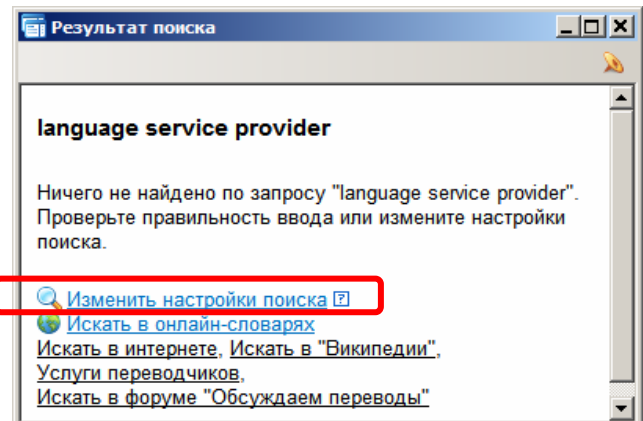 Результат поиска
language service provider
Ничего не найдено по запросу "language service provider".
Проверьте правильность ввода или измените настройки
поиска.
Изменить настройки поиска ?
Искать в онлайн-словарях
Искать в интернете, Искать в "Википедии",
Услуги переводчиков,
Искать в форуме "Обсуждаем переводы"